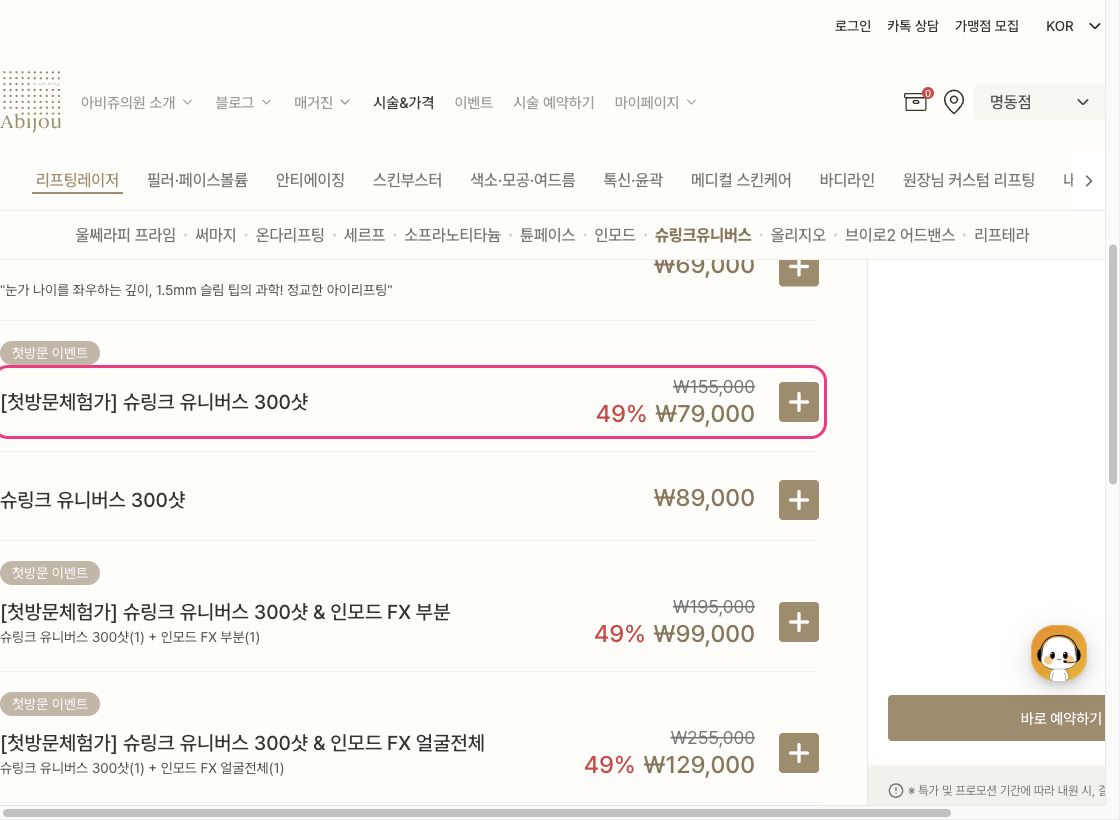 로그인 카톡 상담 가맹점 모집 KOR
Abijou
아비쥬의원 소개 블로그 매거진 시술&가격 이벤트 시술 예약하기 마이페이지 0 명동점
리프팅레이저 필러·페이스볼륨 안티에이징 스킨부스터 색소·모공·여드름 톡신·윤곽 메디컬 스킨케어 바디라인 원장님 커스텀 리프팅 내
울쎄라피 프라임 · 써마지 · 온다리프팅 · 세르프 · 소프라노티타늄 · 튠페이스 · 인모드 · 슈링크유니버스 · 올리지오 · 브이로2 어드밴스 · 리프테라
₩69,000
"눈가 나이를 좌우하는 깊이, 1.5mm 슬림 팁의 과학! 정교한 아이리프팅"
첫방문 이벤트
[첫방문체험가] 슈링크 유니버스 300샷
₩155,000
49% ₩79,000
슈링크 유니버스 300샷
₩89,000
첫방문 이벤트
[첫방문체험가] 슈링크 유니버스 300샷 & 인모드 FX 부분
슈링크 유니버스 300샷(1) + 인모드 FX 부분(1)
₩195,000
49% ₩99,000
첫방문 이벤트
[첫방문체험가] 슈링크 유니버스 300샷 & 인모드 FX 얼굴전체
슈링크 유니버스 300샷(1) + 인모드 FX 얼굴전체(1)
₩255,000
49% ₩129,000
바로 예약하기
※ 특가 및 프로모션 기간에 따라 내원 시, 결